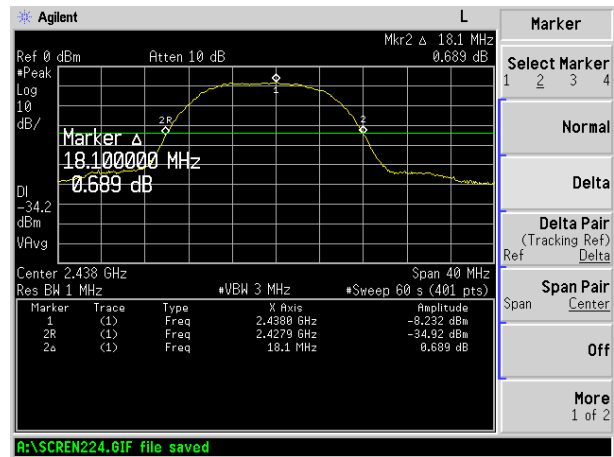 Agilent L
Mkr2 Δ 18.1 MHz
Ref 0 dBm Atten 10 dB 0.689 dB
#Peak
Log
10
dB/
1
2R
2
Marker Δ
18.100000 MHz
0.689 dB
DI
-34.2
dBm
VAvg
Center 2.438 GHz Span 40 MHz
Res BW 1 MHz #VBW 3 MHz #Sweep 60 s (401 pts)
Marker Trace Type X Axis Amplitude
1 (1) Freq 2.4380 GHz -8.232 dBm
2R (1) Freq 2.4279 GHz -34.92 dBm
2Δ (1) Freq 18.1 MHz 0.689 dB
A:\SCREN224.GIF file saved
Marker
Select Marker
1 2 3 4
Normal
Delta
Delta Pair
(Tracking Ref)
Ref Delta
Span Pair
Span Center
Off
More
1 of 2